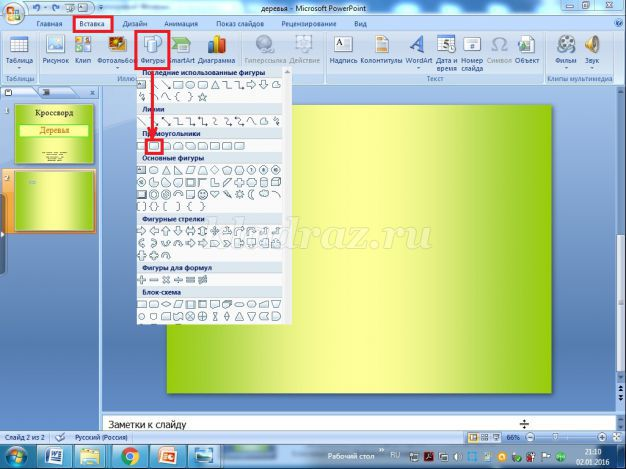 деревья - Microsoft PowerPoint
Главная Вставка Дизайн Анимация Показ слайдов Рецензирование Вид
Таблица Рисунок Клип Фотоальбом Фигуры SmartArt Диаграмма Гиперссылка Действие Надпись Колонтитулы WordArt Дата и время Номер слайда Символ Объект Фильм Звук
Таблицы Иллю Текст Клипы мультимедиа
Последние использованные фигуры
Линии
Прямоугольники
Основные фигуры
Фигурные стрелки
Фигуры для формул
Блок-схема
1
Кроссворд
Деревья
2
Заметки к слайду
Слайд 2 из 2 Русский (Россия) 66%
Рабочий стол » RU 21:10
02.01.2016